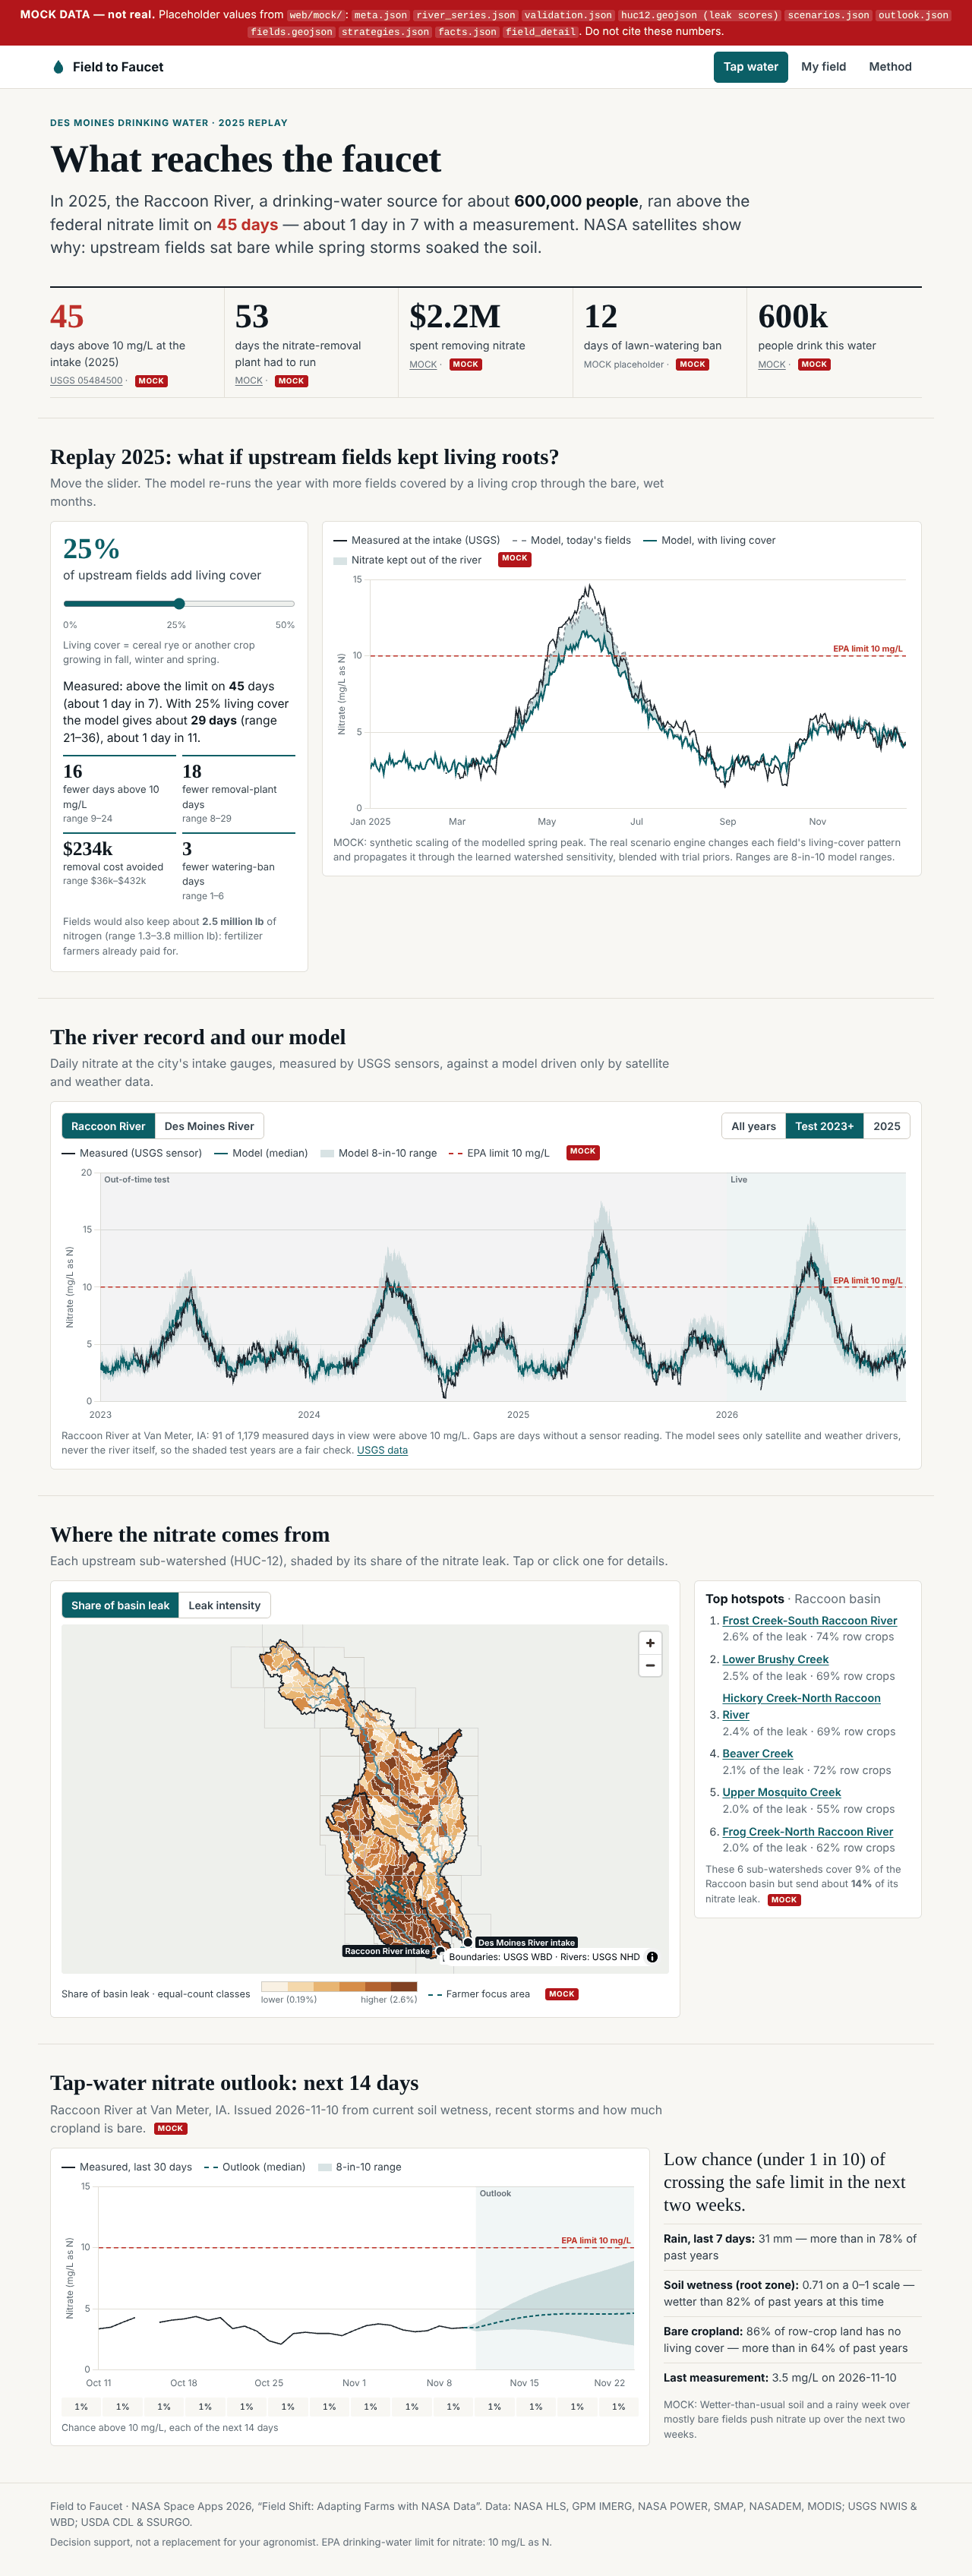 MOCK DATA — not real. Placeholder values from web/mock/: meta.json river_series.json validation.json huc12.geojson (leak scores) scenarios.json outlook.json
fields.geojson strategies.json facts.json field_detail. Do not cite these numbers.
Field to Faucet
Tap water
My field
Method
DES MOINES DRINKING WATER · 2025 REPLAY
What reaches the faucet
In 2025, the Raccoon River, a drinking-water source for about 600,000 people, ran above the
federal nitrate limit on 45 days — about 1 day in 7 with a measurement. NASA satellites show
why: upstream fields sat bare while spring storms soaked the soil.
45
days above 10 mg/L at the
intake (2025)
USGS 05484500 · MOCK
53
days the nitrate-removal
plant had to run
MOCK · MOCK
$2.2M
spent removing nitrate
MOCK · MOCK
12
days of lawn-watering ban
MOCK placeholder · MOCK
600k
people drink this water
MOCK · MOCK
Replay 2025: what if upstream fields kept living roots?
Move the slider. The model re-runs the year with more fields covered by a living crop through the bare, wet
months.
25%
of upstream fields add living cover
0% 25% 50%
Living cover = cereal rye or another crop
growing in fall, winter and spring.
Measured: above the limit on 45 days
(about 1 day in 7). With 25% living cover
the model gives about 29 days (range
21–36), about 1 day in 11.
16
fewer days above 10
mg/L
range 9–24
18
fewer removal-plant
days
range 8–29
$234k
removal cost avoided
range $36k–$432k
3
fewer watering-ban
days
range 1–6
Fields would also keep about 2.5 million lb of
nitrogen (range 1.3–3.8 million lb): fertilizer
farmers already paid for.
Measured at the intake (USGS) Model, today's fields Model, with living cover
Nitrate kept out of the river MOCK
15
10
5
0
Nitrate (mg/L as N)
EPA limit 10 mg/L
Jan 2025 Mar May Jul Sep Nov
MOCK: synthetic scaling of the modelled spring peak. The real scenario engine changes each field's living-cover pattern
and propagates it through the learned watershed sensitivity, blended with trial priors. Ranges are 8-in-10 model ranges.
The river record and our model
Daily nitrate at the city's intake gauges, measured by USGS sensors, against a model driven only by satellite
and weather data.
Raccoon River Des Moines River
All years Test 2023+ 2025
Measured (USGS sensor) Model (median) Model 8-in-10 range EPA limit 10 mg/L MOCK
20
15
10
5
0
Nitrate (mg/L as N)
Out-of-time test
Live
EPA limit 10 mg/L
2023 2024 2025 2026
Raccoon River at Van Meter, IA: 91 of 1,179 measured days in view were above 10 mg/L. Gaps are days without a sensor reading. The model sees only satellite and weather drivers,
never the river itself, so the shaded test years are a fair check. USGS data
Where the nitrate comes from
Each upstream sub-watershed (HUC-12), shaded by its share of the nitrate leak. Tap or click one for details.
Share of basin leak Leak intensity
+
−
Des Moines River intake
Raccoon River intake
Boundaries: USGS WBD · Rivers: USGS NHD
Share of basin leak · equal-count classes
lower (0.19%) higher (2.6%)
Farmer focus area MOCK
Top hotspots · Raccoon basin
1. Frost Creek-South Raccoon River
2.6% of the leak · 74% row crops
2. Lower Brushy Creek
2.5% of the leak · 69% row crops
3. Hickory Creek-North Raccoon
River
2.4% of the leak · 69% row crops
4. Beaver Creek
2.1% of the leak · 72% row crops
5. Upper Mosquito Creek
2.0% of the leak · 55% row crops
6. Frog Creek-North Raccoon River
2.0% of the leak · 62% row crops
These 6 sub-watersheds cover 9% of the
Raccoon basin but send about 14% of its
nitrate leak. MOCK
Tap-water nitrate outlook: next 14 days
Raccoon River at Van Meter, IA. Issued 2026-11-10 from current soil wetness, recent storms and how much
cropland is bare. MOCK
Measured, last 30 days Outlook (median) 8-in-10 range
15
10
5
0
Nitrate (mg/L as N)
Outlook
EPA limit 10 mg/L
Oct 11 Oct 18 Oct 25 Nov 1 Nov 8 Nov 15 Nov 22
1% 1% 1% 1% 1% 1% 1% 1% 1% 1% 1% 1% 1% 1%
Chance above 10 mg/L, each of the next 14 days
Low chance (under 1 in 10) of
crossing the safe limit in the next
two weeks.
Rain, last 7 days: 31 mm — more than in 78% of
past years
Soil wetness (root zone): 0.71 on a 0–1 scale —
wetter than 82% of past years at this time
Bare cropland: 86% of row-crop land has no
living cover — more than in 64% of past years
Last measurement: 3.5 mg/L on 2026-11-10
MOCK: Wetter-than-usual soil and a rainy week over
mostly bare fields push nitrate up over the next two
weeks.
Field to Faucet · NASA Space Apps 2026, “Field Shift: Adapting Farms with NASA Data”. Data: NASA HLS, GPM IMERG, NASA POWER, SMAP, NASADEM, MODIS; USGS NWIS &
WBD; USDA CDL & SSURGO.
Decision support, not a replacement for your agronomist. EPA drinking-water limit for nitrate: 10 mg/L as N.